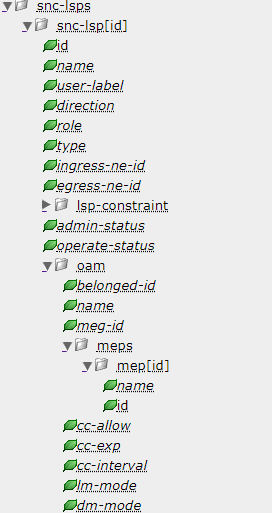 snc-lsps
snc-lsp[id]
id
name
user-label
direction
role
type
ingress-ne-id
egress-ne-id
lsp-constraint
admin-status
operate-status
oam
belonged-id
name
meg-id
meps
mep[id]
name
id
cc-allow
cc-exp
cc-interval
lm-mode
dm-mode